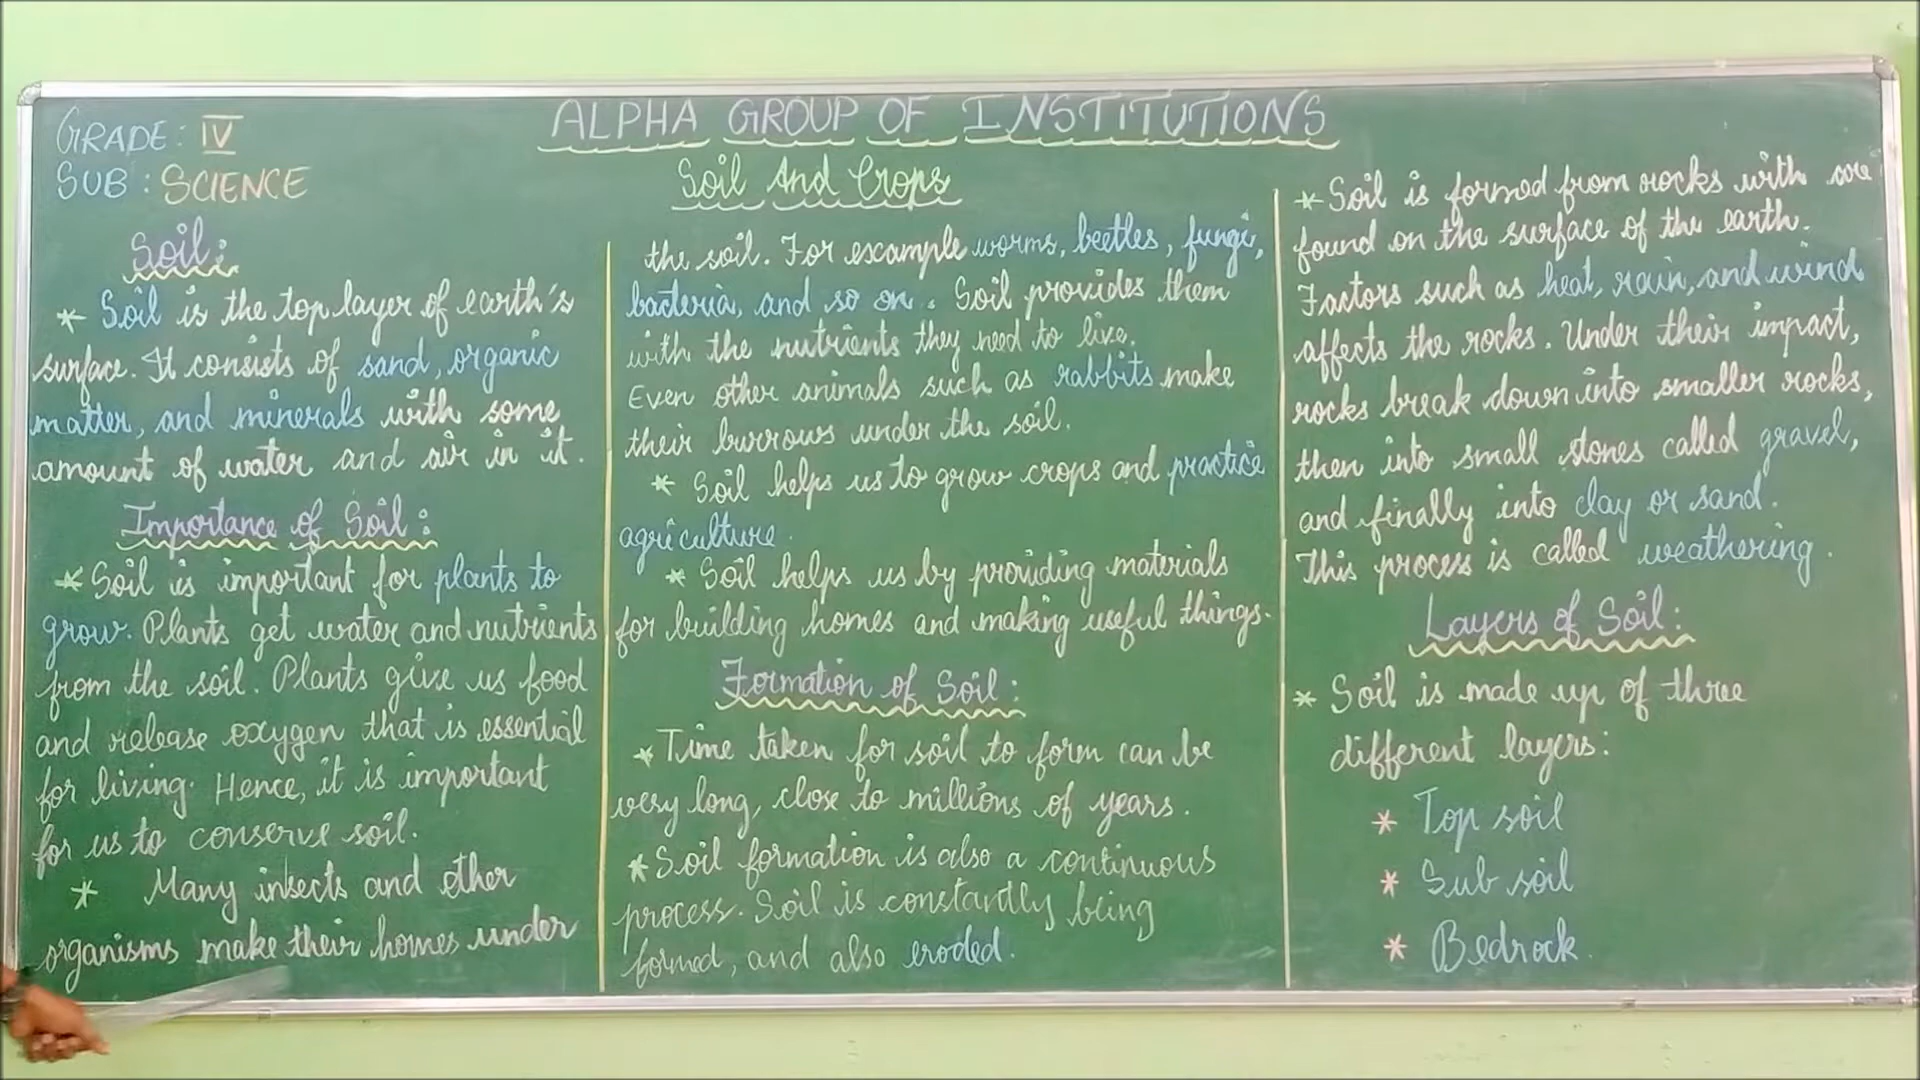 ALPHA GROUP OF INSTITUTIONS
GRADE: IV
SUB: SCIENCE
Soil And Crops
Soil:
* Soil is the top layer of earth's
surface. It consists of sand, organic
matter, and minerals with some
amount of water and air in it.
Importance of Soil:
* Soil is important for plants to
grow. Plants get water and nutrients
from the soil. Plants give us food
and release oxygen that is essential
for living. Hence, it is important
for us to conserve soil.
* Many insects and other
organisms make their homes under
the soil. For example worms, beetles, fungi,
bacteria, and so on. Soil provides them
with the nutrients they need to live.
Even other animals such as rabbits make
their burrows under the soil.
* Soil helps us to grow crops and practice
agriculture.
* Soil helps us by providing materials
for building homes and making useful things.
Formation of Soil:
* Time taken for soil to form can be
very long, close to millions of years.
* Soil formation is also a continuous
process. Soil is constantly being
formed, and also eroded.
* Soil is formed from rocks with are
found on the surface of the earth.
Factors such as heat, rain, and wind
affects the rocks. Under their impact,
rocks break down into smaller rocks,
then into small stones called gravel,
and finally into clay or sand.
This process is called weathering.
Layers of Soil:
* Soil is made up of three
different layers:
* Top soil
* Sub soil
* Bedrock.